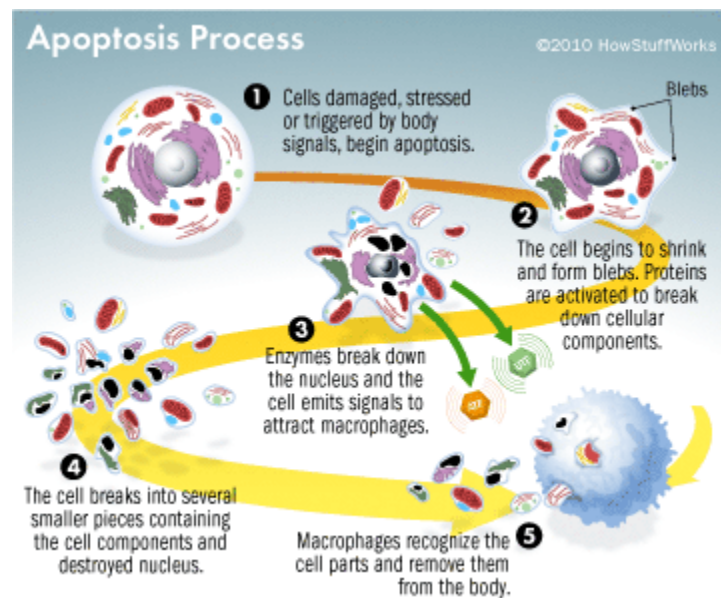 Apoptosis Process
©2010 HowStuffWorks
1 Cells damaged, stressed
or triggered by body
signals, begin apoptosis.
Blebs
2
The cell begins to shrink
and form blebs. Proteins
are activated to break
down cellular
components.
3
Enzymes break down
the nucleus and the
cell emits signals to
attract macrophages.
UTF
4
The cell breaks into several
smaller pieces containing
the cell components and
destroyed nucleus.
5
Macrophages recognize the
cell parts and remove them
from the body.